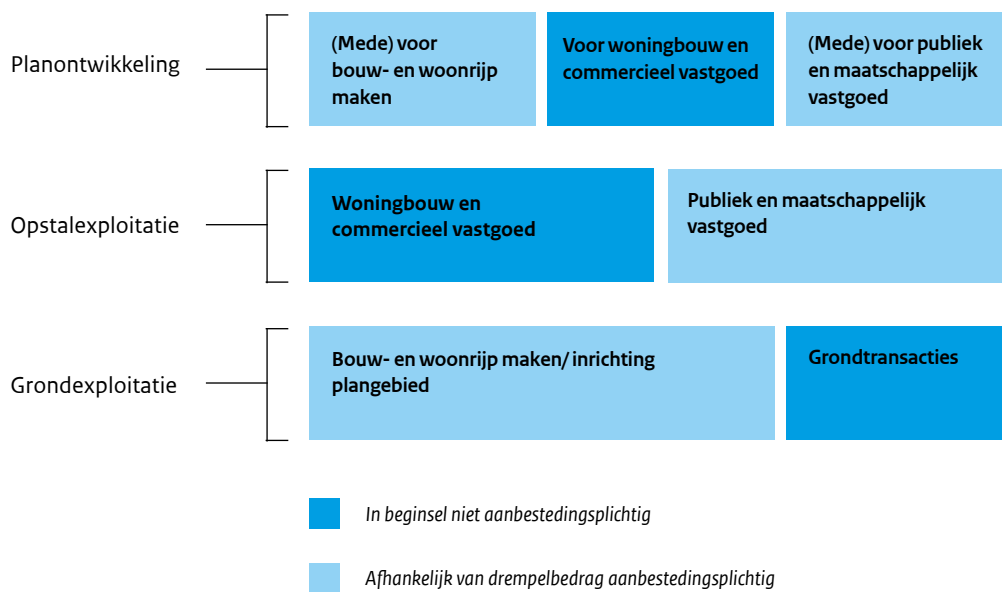 Planontwikkeling
(Mede) voor
bouw- en woonrijp
maken
Voor woningbouw en
commercieel vastgoed
(Mede) voor publiek
en maatschappelijk
vastgoed
Opstalexploitatie
Woningbouw en
commercieel vastgoed
Publiek en maatschappelijk
vastgoed
Grondexploitatie
Bouw- en woonrijp maken/ inrichting
plangebied
Grondtransacties
In beginsel niet aanbestedingsplichtig
Afhankelijk van drempelbedrag aanbestedingsplichtig